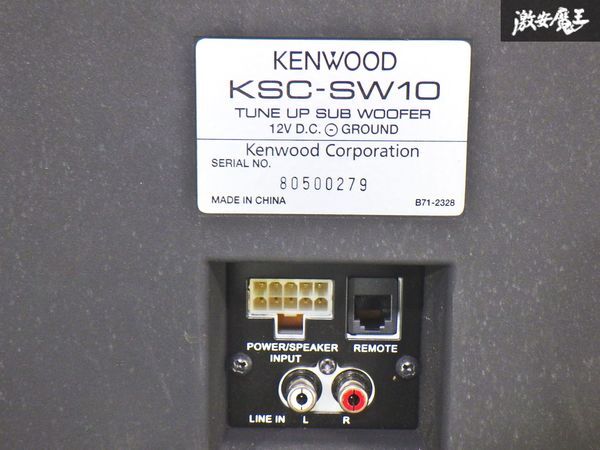 激安魔王
KENWOOD
KSC-SW10
TUNE UP SUB WOOFER
12V D.C. ⊖ GROUND
Kenwood Corporation
SERIAL NO.
80500279
MADE IN CHINA B71-2328
POWER/SPEAKER INPUT REMOTE
LINE IN L R